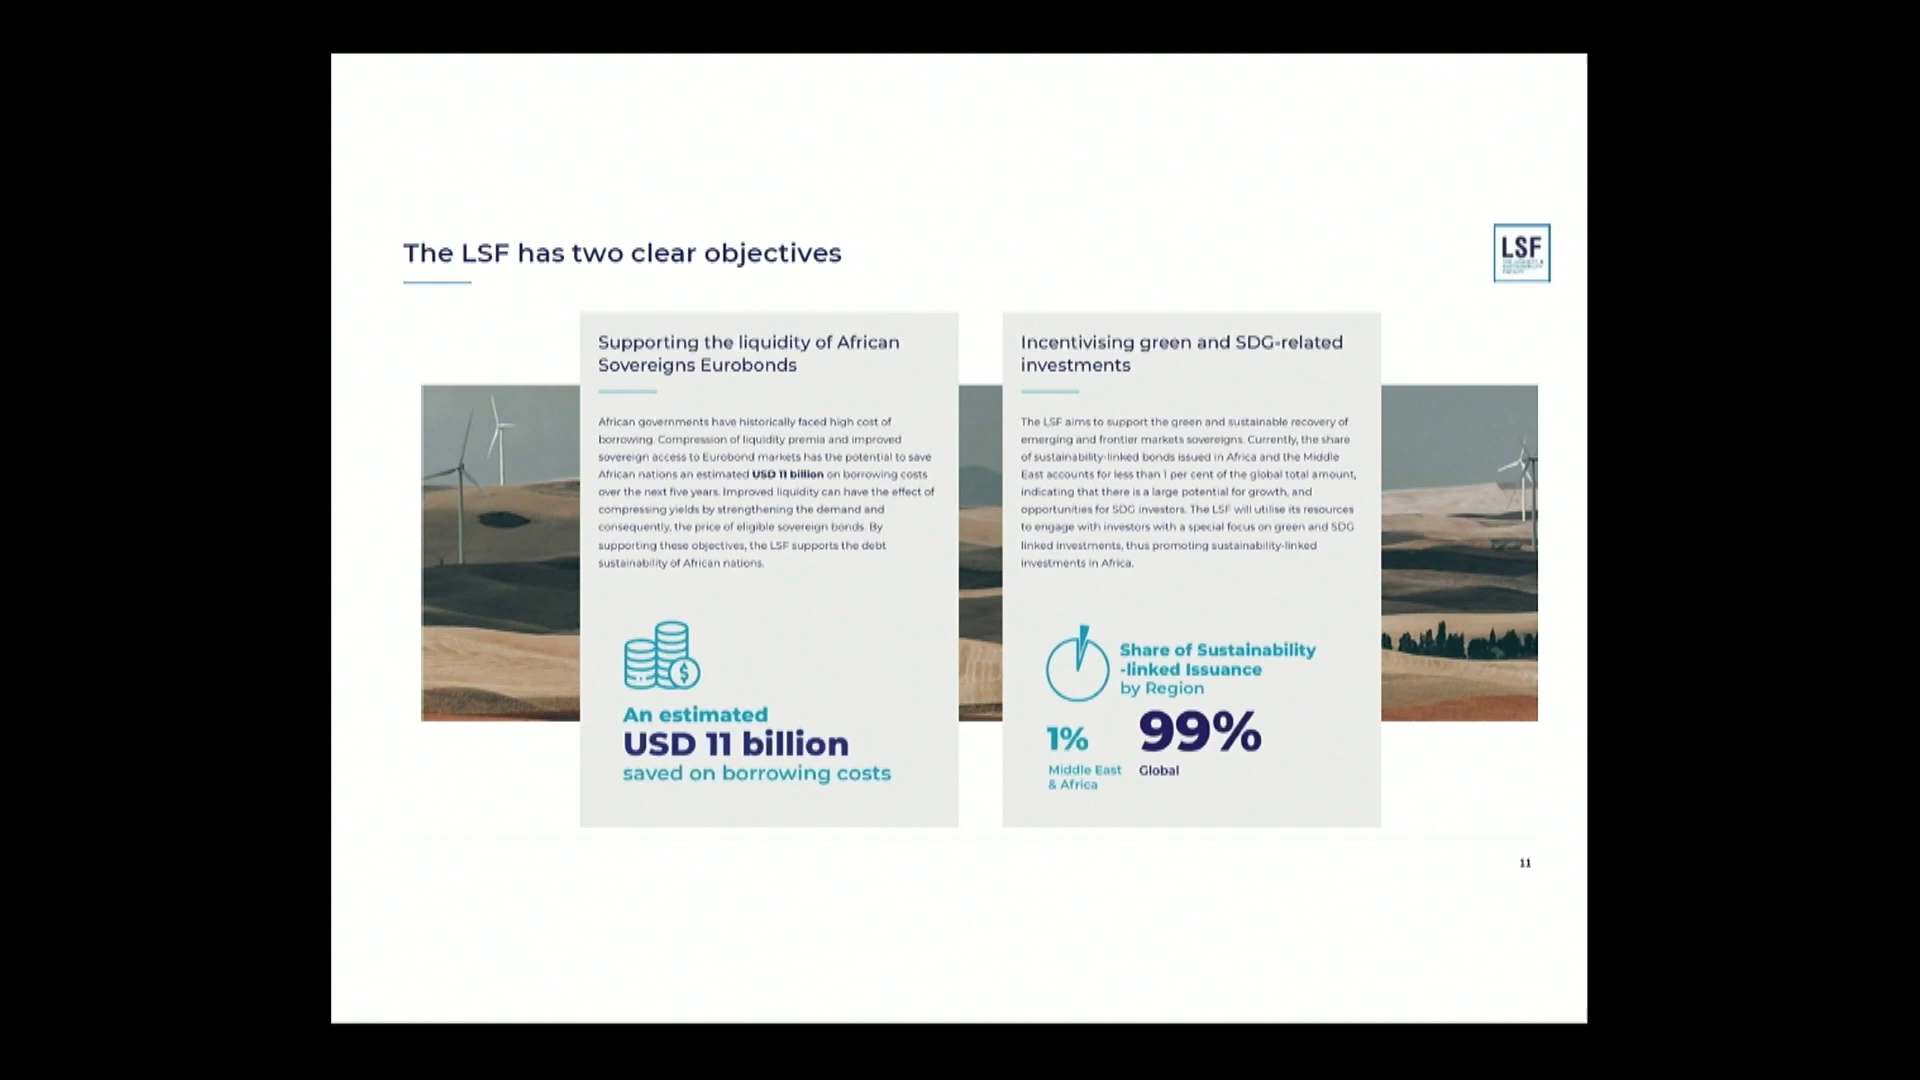 The LSF has two clear objectives
LSF
Supporting the liquidity of African
Sovereigns Eurobonds
African governments have historically faced high cost of
borrowing. Compression of liquidity premia and improved
sovereign access to Eurobond markets has the potential to save
African nations an estimated USD 11 billion on borrowing costs
over the next five years. Improved liquidity can have the effect of
compressing yields by strengthening the demand and
consequently, the price of eligible sovereign bonds. By
supporting these objectives, the LSF supports the debt
sustainability of African nations.
$
An estimated
USD 11 billion
saved on borrowing costs
Incentivising green and SDG-related
investments
The LSF aims to support the green and sustainable recovery of
emerging and frontier markets sovereigns. Currently, the share
of sustainability-linked bonds issued in Africa and the Middle
East accounts for less than 1 per cent of the global total amount,
indicating that there is a large potential for growth, and
opportunities for SDG investors. The LSF will utilise its resources
to engage with investors with a special focus on green and SDG
linked investments, thus promoting sustainability-linked
investments in Africa.
Share of Sustainability
-linked Issuance
by Region
1%
Middle East
& Africa
99%
Global
11